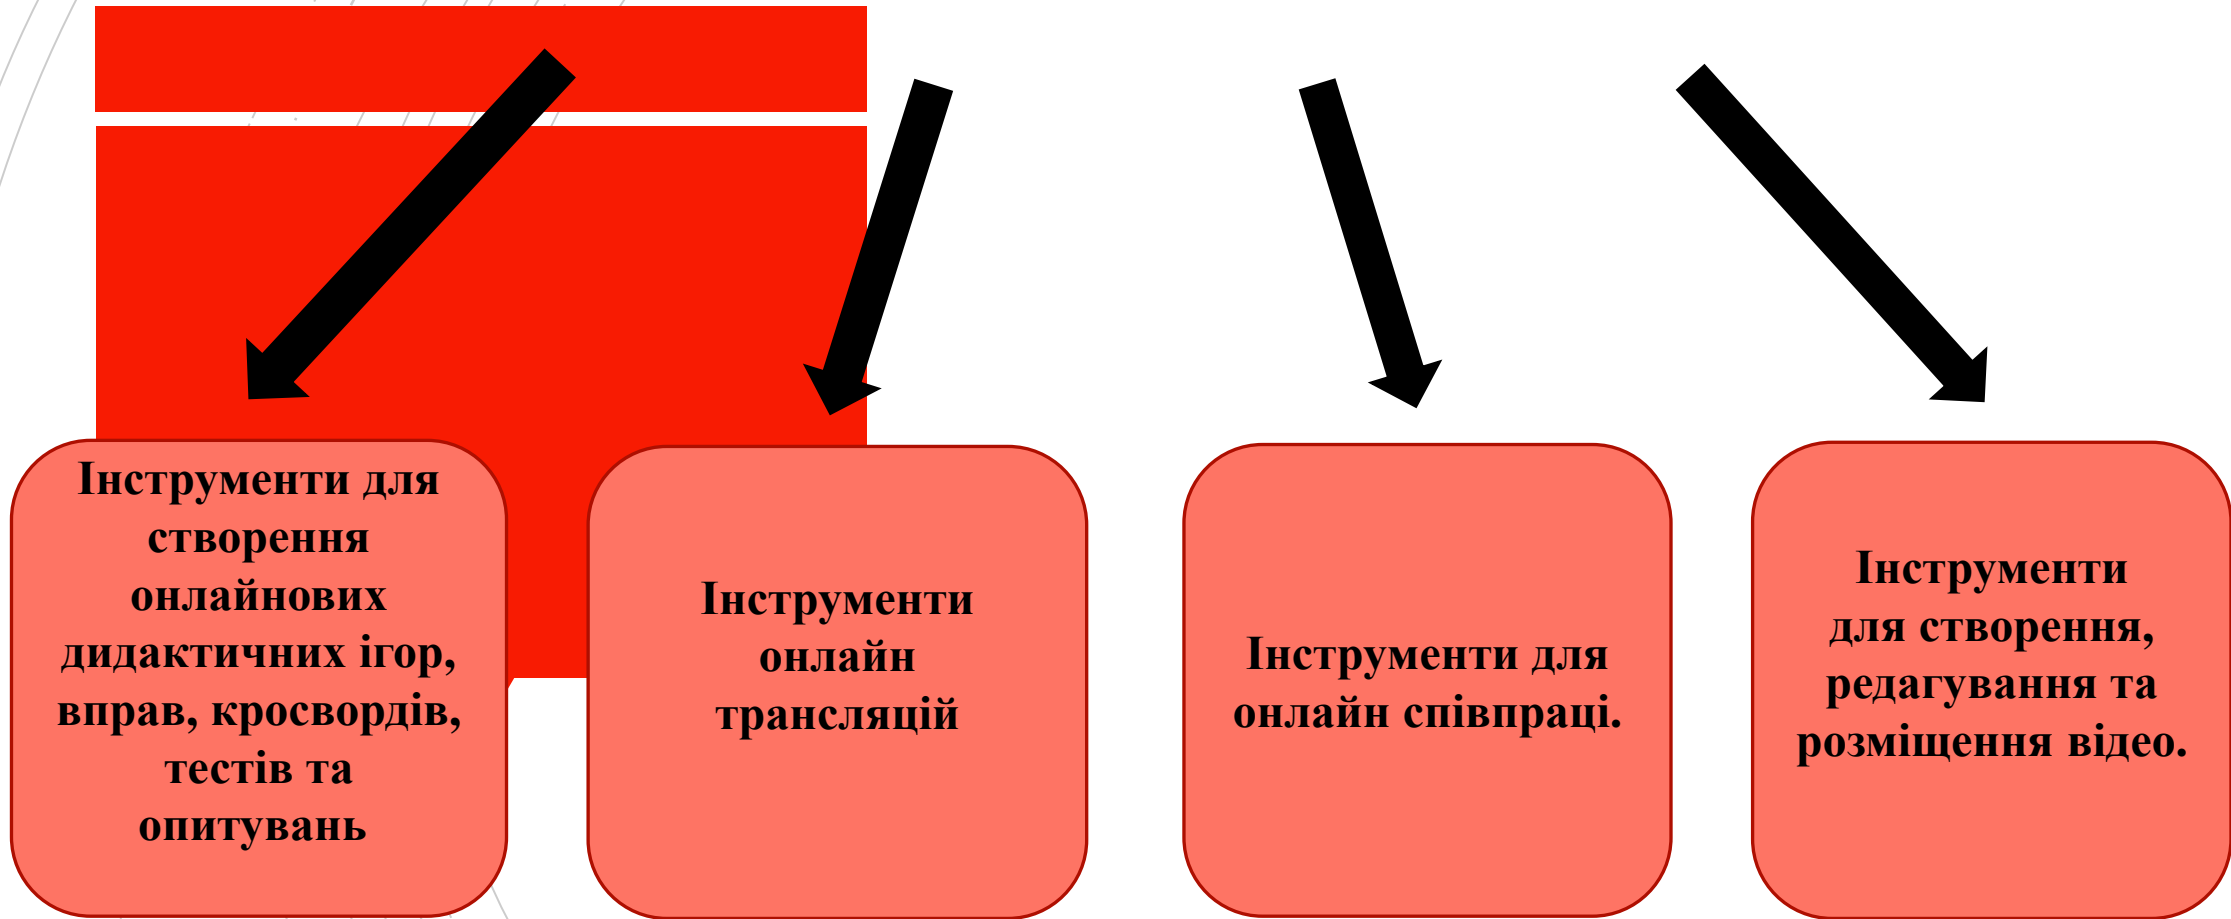 Інструменти для
створення
онлайнових
дидактичних ігор,
вправ, кросвордів,
тестів та
опитувань
Інструменти
онлайн
трансляцій
Інструменти для
онлайн співпраці.
Інструменти
для створення,
редагування та
розміщення відео.